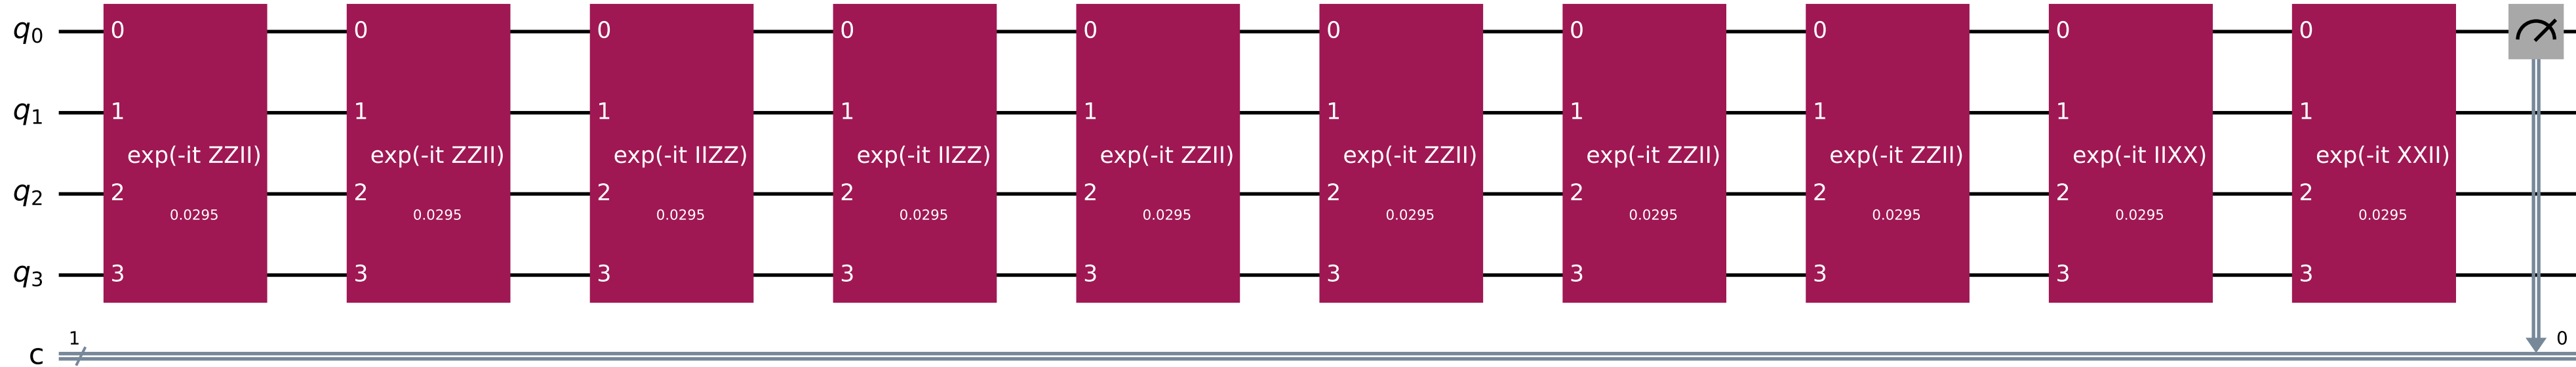 q0 0 0 0 0 0 0 0 0 0 0
q1 1 1 1 1 1 1 1 1 1 1
exp(-it ZZII) exp(-it ZZII) exp(-it IIZZ) exp(-it IIZZ) exp(-it ZZII) exp(-it ZZII) exp(-it ZZII) exp(-it ZZII) exp(-it IIXX) exp(-it XXII)
q2 2 2 2 2 2 2 2 2 2 2
0.0295 0.0295 0.0295 0.0295 0.0295 0.0295 0.0295 0.0295 0.0295 0.0295
q3 3 3 3 3 3 3 3 3 3 3
1 0
c